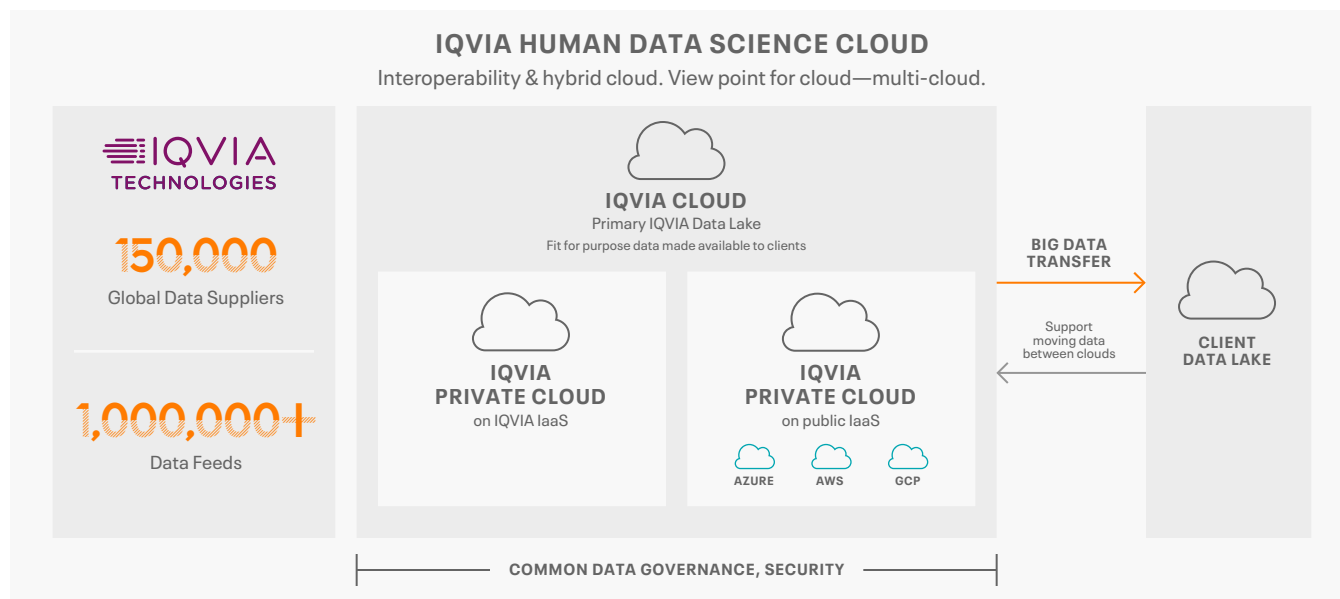 IQVIA HUMAN DATA SCIENCE CLOUD
Interoperability & hybrid cloud. View point for cloud—multi-cloud.
IQVIA
TECHNOLOGIES
150,000
Global Data Suppliers
1,000,000+
Data Feeds
IQVIA CLOUD
Primary IQVIA Data Lake
Fit for purpose data made available to clients
IQVIA
PRIVATE CLOUD
on IQVIA IaaS
IQVIA
PRIVATE CLOUD
on public IaaS
AZURE
AWS
GCP
BIG DATA
TRANSFER
Support
moving data
between clouds
CLIENT
DATA LAKE
COMMON DATA GOVERNANCE, SECURITY